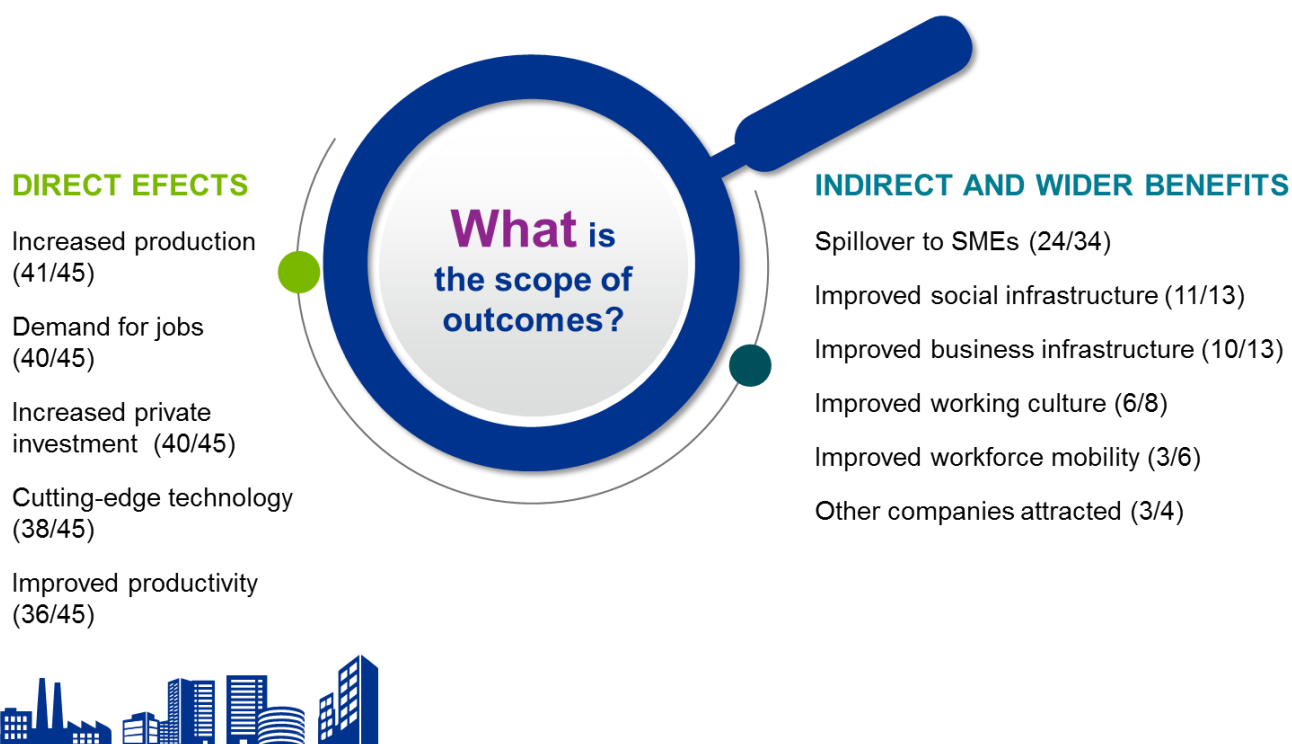 DIRECT EFECTS
Increased production
(41/45)
Demand for jobs
(40/45)
Increased private
investment (40/45)
Cutting-edge technology
(38/45)
Improved productivity
(36/45)
What is
the scope of
outcomes?
INDIRECT AND WIDER BENEFITS
Spillover to SMEs (24/34)
Improved social infrastructure (11/13)
Improved business infrastructure (10/13)
Improved working culture (6/8)
Improved workforce mobility (3/6)
Other companies attracted (3/4)